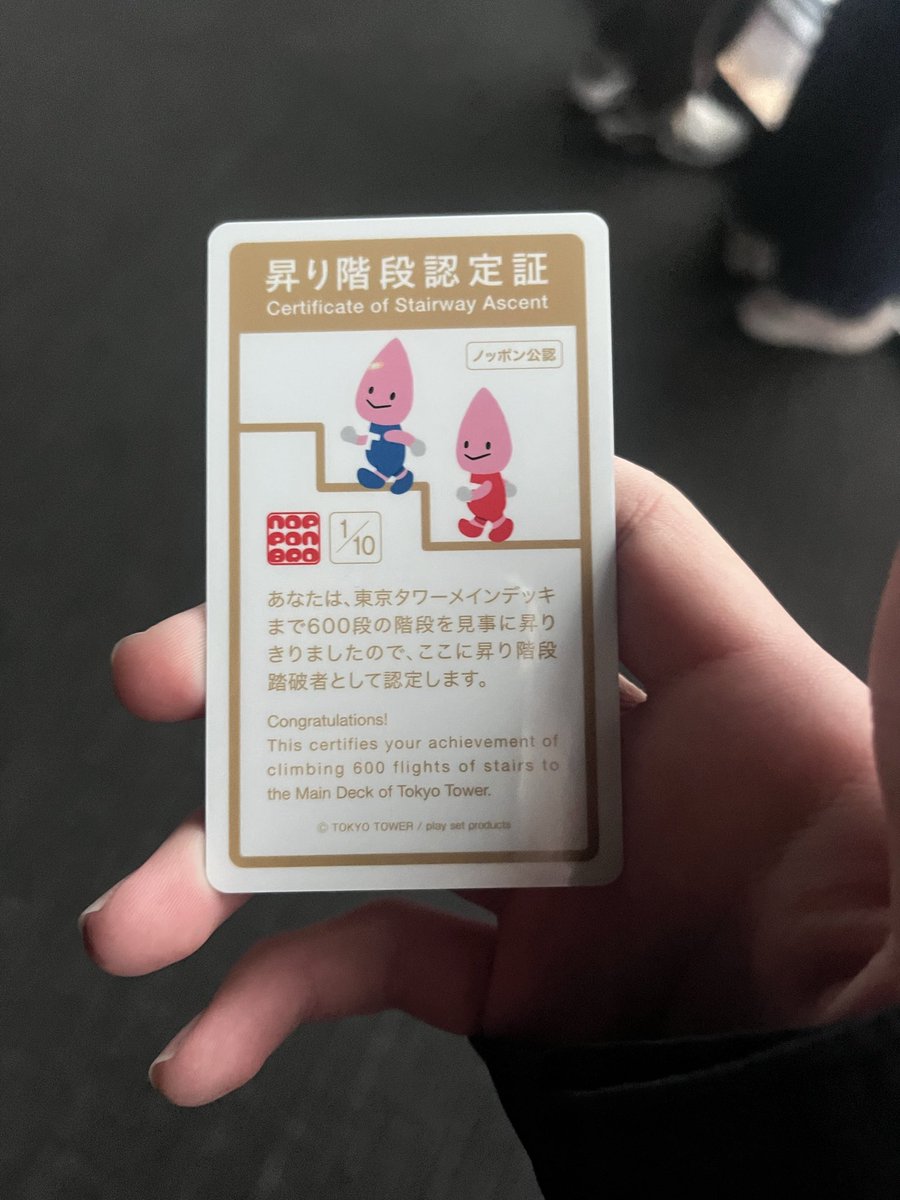 昇り階段認定証
Certificate of Stairway Ascent
ノッポン公認
NOP
PON
BRO
1/10
あなたは、東京タワーメインデッキ
まで600段の階段を見事に昇り
きりましたので、ここに昇り階段
踏破者として認定します。
Congratulations!
This certifies your achievement of
climbing 600 flights of stairs to
the Main Deck of Tokyo Tower.
© TOKYO TOWER / play set products